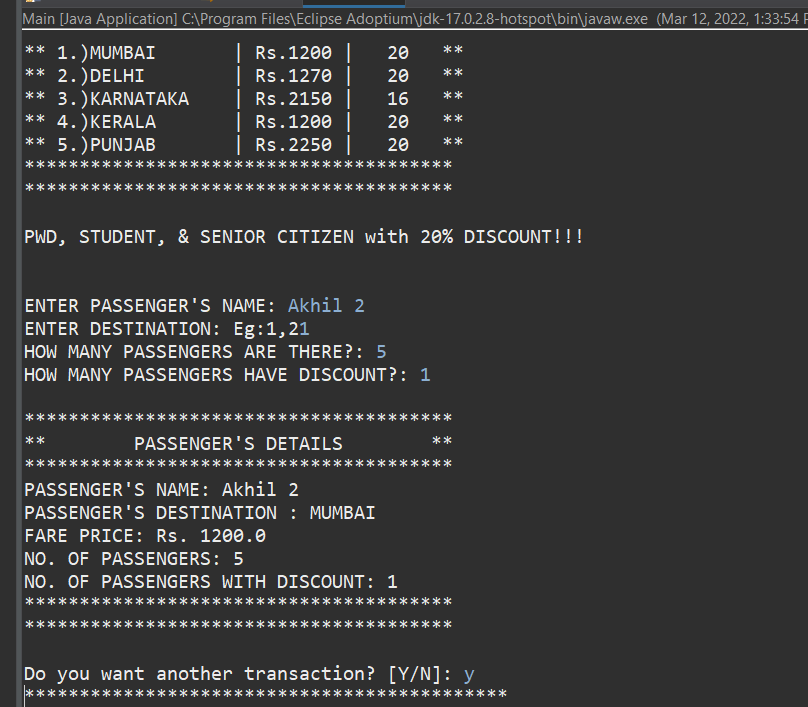 Main [Java Application] C:\Program Files\Eclipse Adoptium\jdk-17.0.2.8-hotspot\bin\javaw.exe (Mar 12, 2022, 1:33:54
** 1.)MUMBAI | Rs.1200 | 20 **
** 2.)DELHI | Rs.1270 | 20 **
** 3.)KARNATAKA | Rs.2150 | 16 **
** 4.)KERALA | Rs.1200 | 20 **
** 5.)PUNJAB | Rs.2250 | 20 **
***************************************
***************************************
PWD, STUDENT, & SENIOR CITIZEN with 20% DISCOUNT!!!
ENTER PASSENGER'S NAME: Akhil 2
ENTER DESTINATION: Eg:1,21
HOW MANY PASSENGERS ARE THERE?: 5
HOW MANY PASSENGERS HAVE DISCOUNT?: 1
***************************************
** PASSENGER'S DETAILS **
***************************************
PASSENGER'S NAME: Akhil 2
PASSENGER'S DESTINATION : MUMBAI
FARE PRICE: Rs. 1200.0
NO. OF PASSENGERS: 5
NO. OF PASSENGERS WITH DISCOUNT: 1
***************************************
***************************************
Do you want another transaction? [Y/N]: y
********************************************